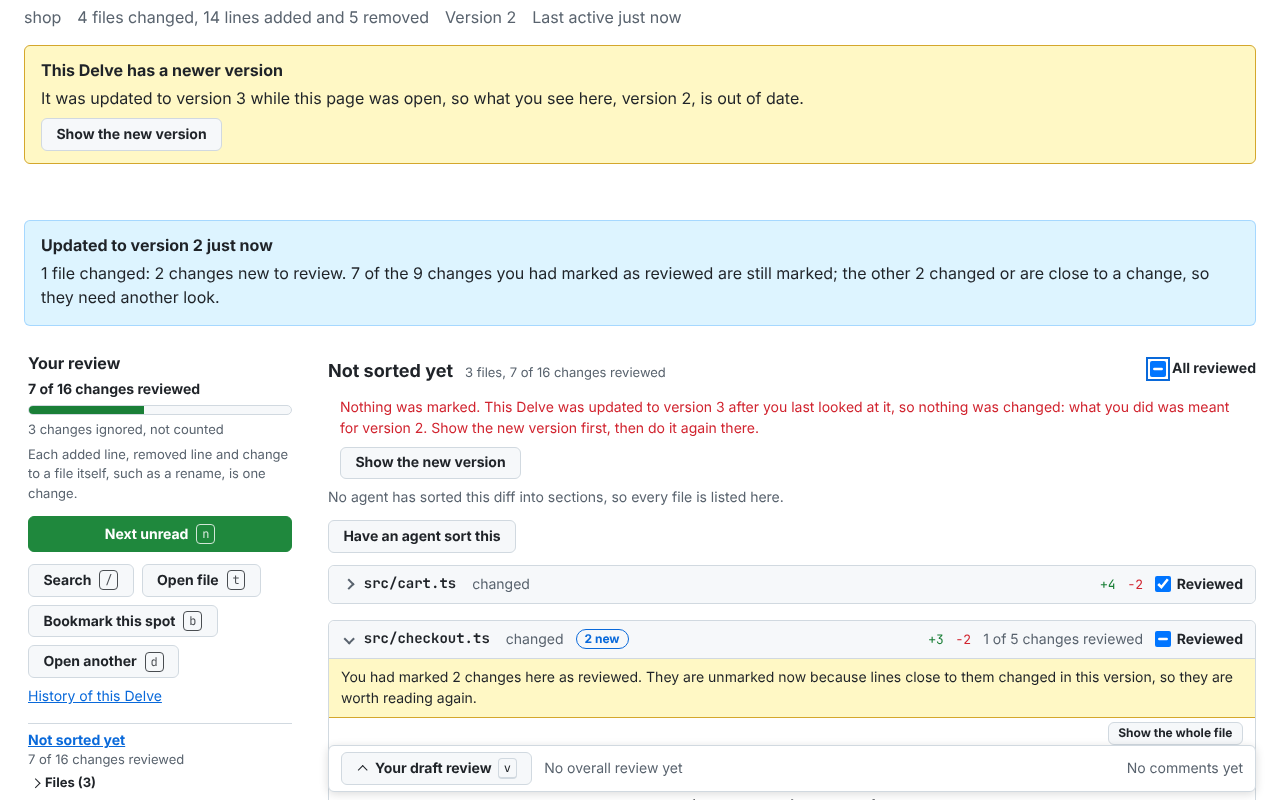 shop 4 files changed, 14 lines added and 5 removed Version 2 Last active just now
This Delve has a newer version
It was updated to version 3 while this page was open, so what you see here, version 2, is out of date.
Show the new version
Updated to version 2 just now
1 file changed: 2 changes new to review. 7 of the 9 changes you had marked as reviewed are still marked; the other 2 changed or are close to a change, so
they need another look.
Your review
7 of 16 changes reviewed
3 changes ignored, not counted
Each added line, removed line and change
to a file itself, such as a rename, is one
change.
Next unread n
Search /
Open file t
Bookmark this spot b
Open another d
History of this Delve
Not sorted yet
7 of 16 changes reviewed
Files (3)
Not sorted yet 3 files, 7 of 16 changes reviewed
All reviewed
Nothing was marked. This Delve was updated to version 3 after you last looked at it, so nothing was changed: what you did was meant
for version 2. Show the new version first, then do it again there.
Show the new version
No agent has sorted this diff into sections, so every file is listed here.
Have an agent sort this
src/cart.ts changed +4 -2 Reviewed
src/checkout.ts changed 2 new +3 -2 1 of 5 changes reviewed Reviewed
You had marked 2 changes here as reviewed. They are unmarked now because lines close to them changed in this version, so they are
worth reading again.
Show the whole file
Your draft review v No overall review yet No comments yet